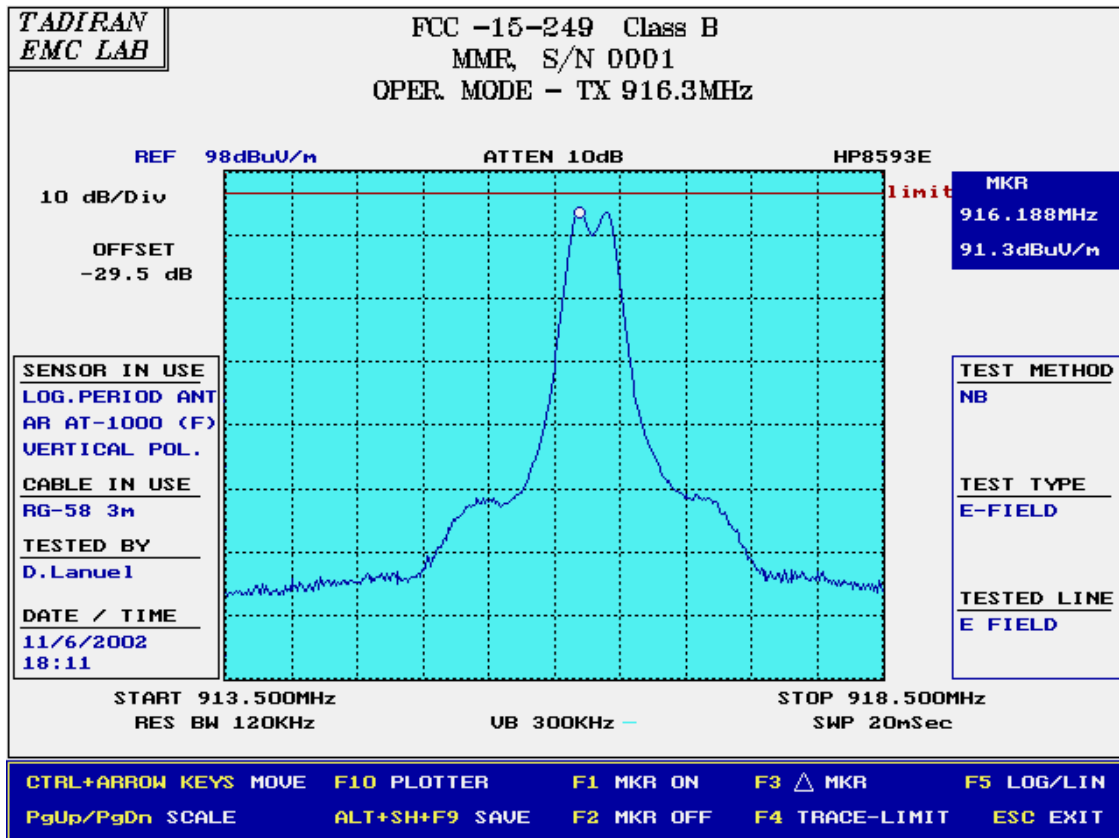 TADIRAN
EMC LAB
FCC -15-249 Class B
MMR, S/N 0001
OPER. MODE - TX 916.3MHz
REF 98dBuV/m
ATTEN 10dB
HP8593E
10 dB/Div
limit
MKR
916.188MHz
91.3dBuV/m
OFFSET
-29.5 dB
SENSOR IN USE
LOG.PERIOD ANT
AR AT-1000 (F)
VERTICAL POL.
CABLE IN USE
RG-58 3m
TESTED BY
D.Lanuel
DATE / TIME
11/6/2002
18:11
TEST METHOD
NB
TEST TYPE
E-FIELD
TESTED LINE
E FIELD
START 913.500MHz
STOP 918.500MHz
RES BW 120KHz
VB 300KHz
SWP 20mSec
CTRL+ARROW KEYS MOVE F10 PLOTTER F1 MKR ON F3 △ MKR F5 LOG/LIN
PgUp/PgDn SCALE ALT+SH+F9 SAVE F2 MKR OFF F4 TRACE-LIMIT ESC EXIT